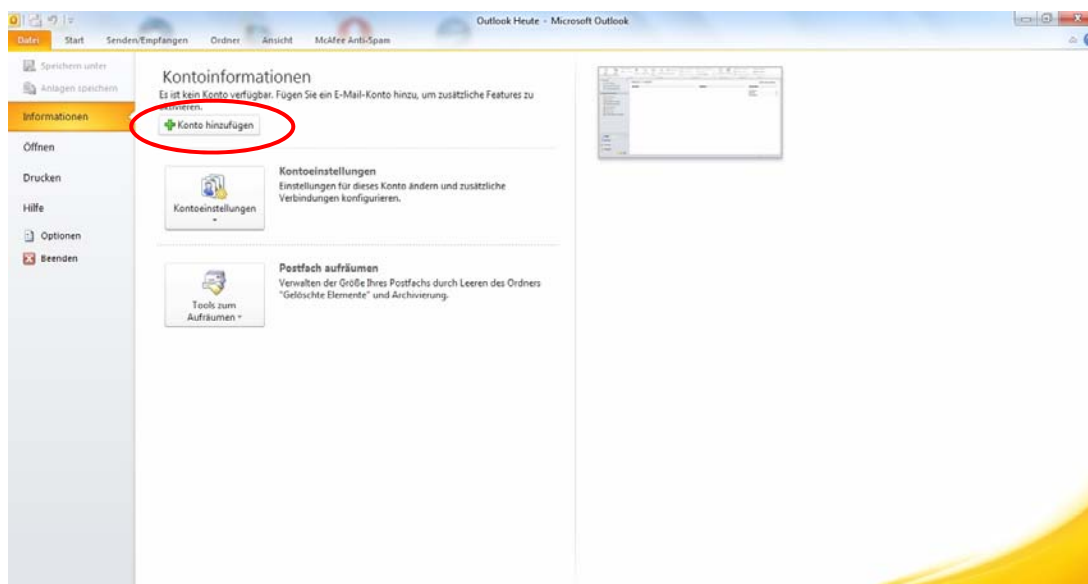 Outlook Heute - Microsoft Outlook
Datei Start Senden/Empfangen Ordner Ansicht McAfee Anti-Spam
Speichern unter
Anlagen speichern
Informationen
Öffnen
Drucken
Hilfe
Optionen
Beenden
Kontoinformationen
Es ist kein Konto verfügbar. Fügen Sie ein E-Mail-Konto hinzu, um zusätzliche Features zu
aktivieren.
Konto hinzufügen
Kontoeinstellungen
Kontoeinstellungen
Einstellungen für dieses Konto ändern und zusätzliche
Verbindungen konfigurieren.
Tools zum
Aufräumen
Postfach aufräumen
Verwalten der Größe Ihres Postfachs durch Leeren des Ordners
"Gelöschte Elemente" und Archivierung.